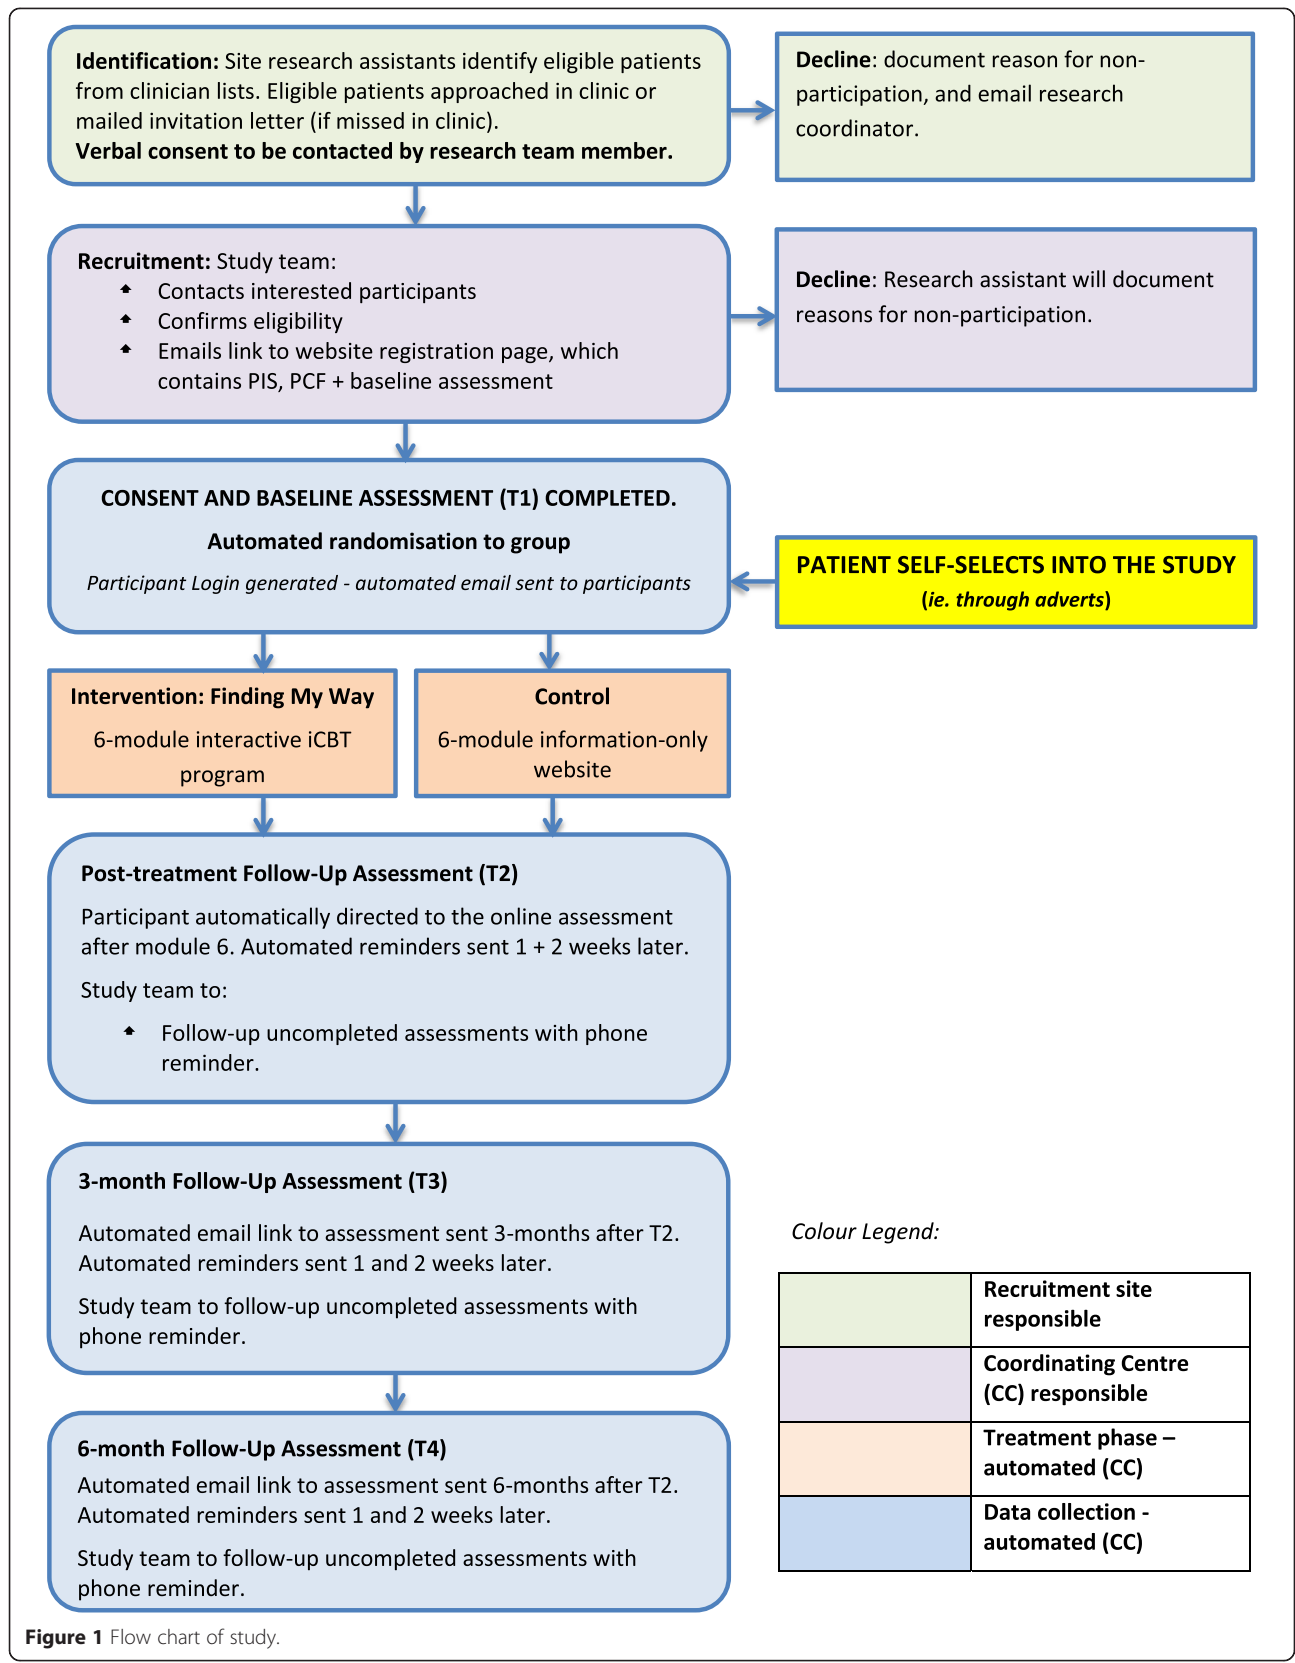 Identification: Site research assistants identify eligible patients
from clinician lists. Eligible patients approached in clinic or
mailed invitation letter (if missed in clinic).
Verbal consent to be contacted by research team member.
Decline: document reason for non-
participation, and email research
coordinator.
Recruitment: Study team:
Contacts interested participants
Confirms eligibility
Emails link to website registration page, which
contains PIS, PCF + baseline assessment
Decline: Research assistant will document
reasons for non-participation.
CONSENT AND BASELINE ASSESSMENT (T1) COMPLETED.
Automated randomisation to group
Participant Login generated - automated email sent to participants
PATIENT SELF-SELECTS INTO THE STUDY
(ie. through adverts)
Intervention: Finding My Way
6-module interactive iCBT
program
Control
6-module information-only
website
Post-treatment Follow-Up Assessment (T2)
Participant automatically directed to the online assessment
after module 6. Automated reminders sent 1 + 2 weeks later.
Study team to:
Follow-up uncompleted assessments with phone
reminder.
3-month Follow-Up Assessment (T3)
Automated email link to assessment sent 3-months after T2.
Automated reminders sent 1 and 2 weeks later.
Study team to follow-up uncompleted assessments with
phone reminder.
6-month Follow-Up Assessment (T4)
Automated email link to assessment sent 6-months after T2.
Automated reminders sent 1 and 2 weeks later.
Study team to follow-up uncompleted assessments with
phone reminder.
Colour Legend:
Recruitment site
responsible
Coordinating Centre
(CC) responsible
Treatment phase –
automated (CC)
Data collection -
automated (CC)
Figure 1 Flow chart of study.